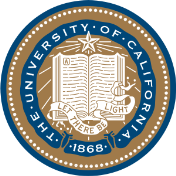 ·THE·UNIVERSITY·OF·CALIFORNIA·
A
LET THERE BE
LIGHT
·1868·